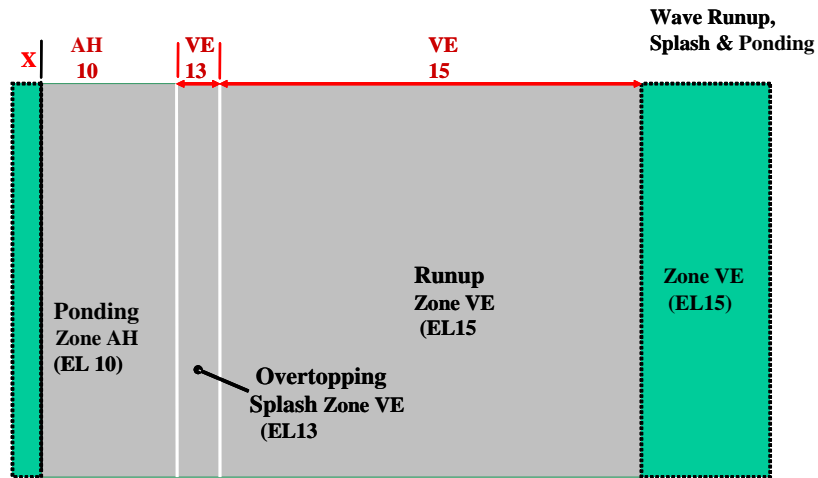 Wave Runup,
Splash & Ponding
X
AH
10
VE
13
VE
15
Runup
Zone VE
(EL15
Zone VE
(EL15)
Ponding
Zone AH
(EL 10)
Overtopping
Splash Zone VE
(EL13